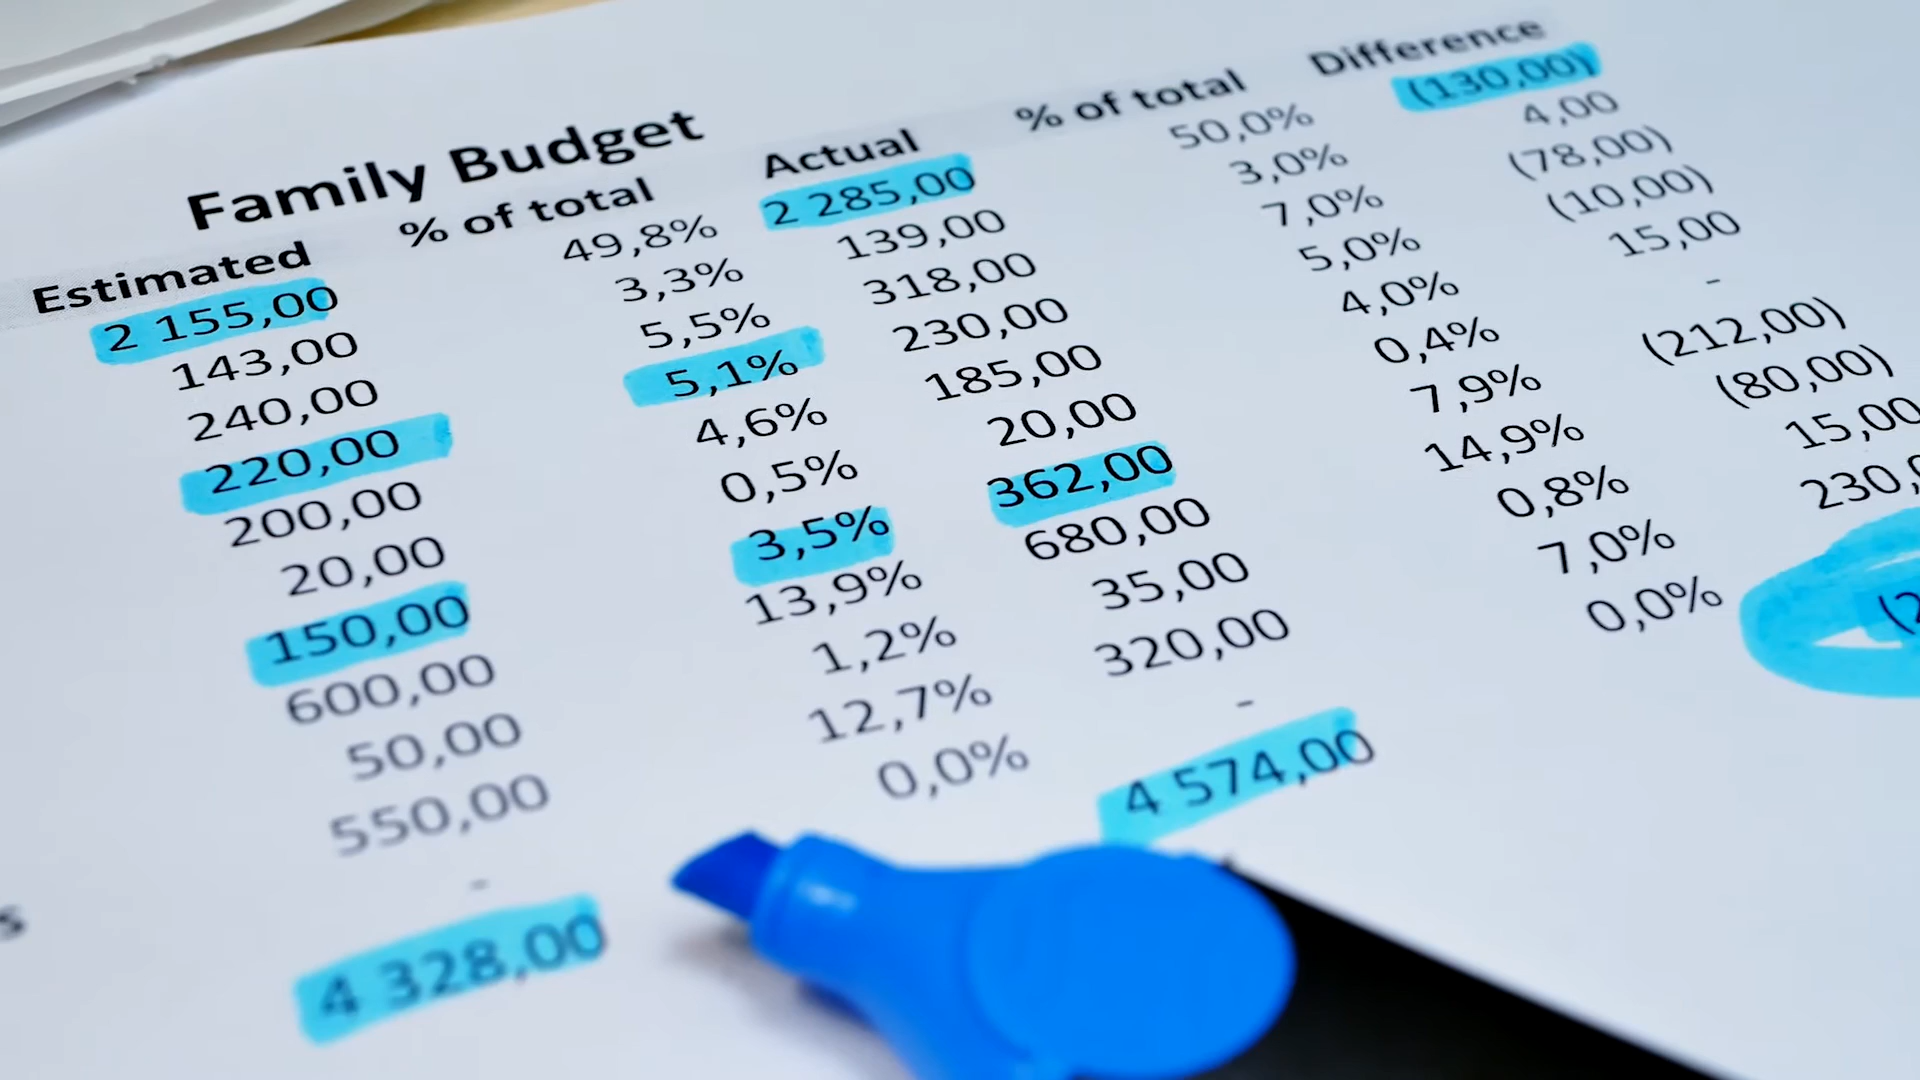 Family Budget
Estimated % of total Actual % of total Difference
2 155,00 49,8% 2 285,00 50,0% (130,00)
143,00 3,3% 139,00 3,0% 4,00
240,00 5,5% 318,00 7,0% (78,00)
220,00 5,1% 230,00 5,0% (10,00)
200,00 4,6% 185,00 4,0% 15,00
20,00 0,5% 20,00 0,4% -
150,00 3,5% 362,00 7,9% (212,00)
600,00 13,9% 680,00 14,9% (80,00)
50,00 1,2% 35,00 0,8% 15,00
550,00 12,7% 320,00 7,0% 230,
- 0,0% - 0,0%
s 4 328,00 4 574,00 (2